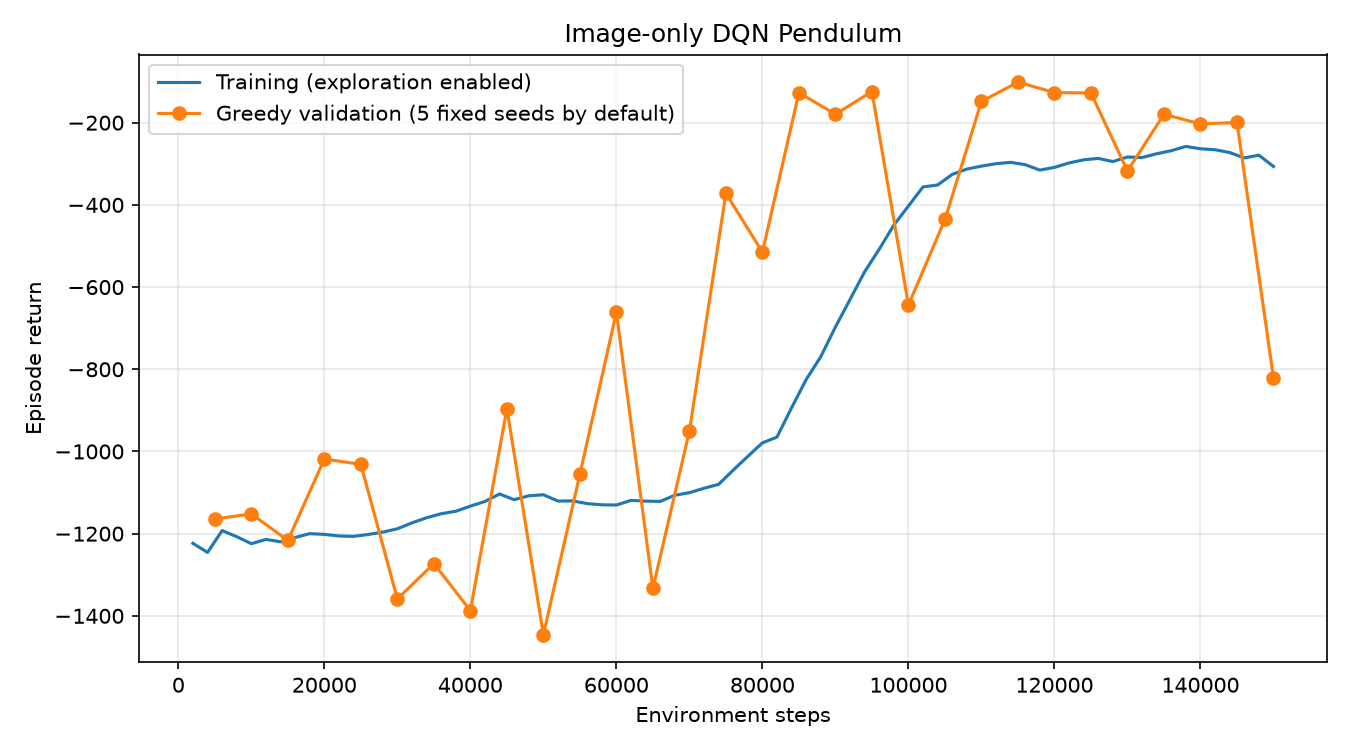 Image-only DQN Pendulum
Training (exploration enabled)
Greedy validation (5 fixed seeds by default)
Episode return
−200
−400
−600
−800
−1000
−1200
−1400
0 20000 40000 60000 80000 100000 120000 140000
Environment steps